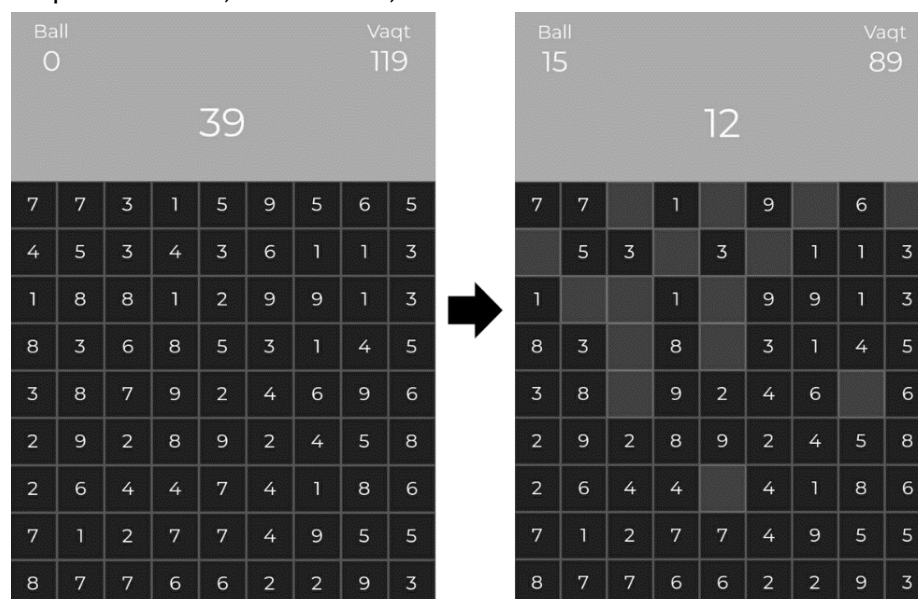 Ball Vaqt
0 119
39
7 7 3 1 5 9 5 6 5
4 5 3 4 3 6 1 1 3
1 8 8 1 2 9 9 1 3
8 3 6 8 5 3 1 4 5
3 8 7 9 2 4 6 9 6
2 9 2 8 9 2 4 5 8
2 6 4 4 7 4 1 8 6
7 1 2 7 7 4 9 5 5
8 7 7 6 6 2 2 9 3
Ball Vaqt
15 89
12
7 7 1 9 6
5 3 3 1 1 3
1 1 9 9 1 3
8 3 8 3 1 4 5
3 8 9 2 4 6 6
2 9 2 8 9 2 4 5 8
2 6 4 4 4 1 8 6
7 1 2 7 7 4 9 5 5
8 7 7 6 6 2 2 9 3